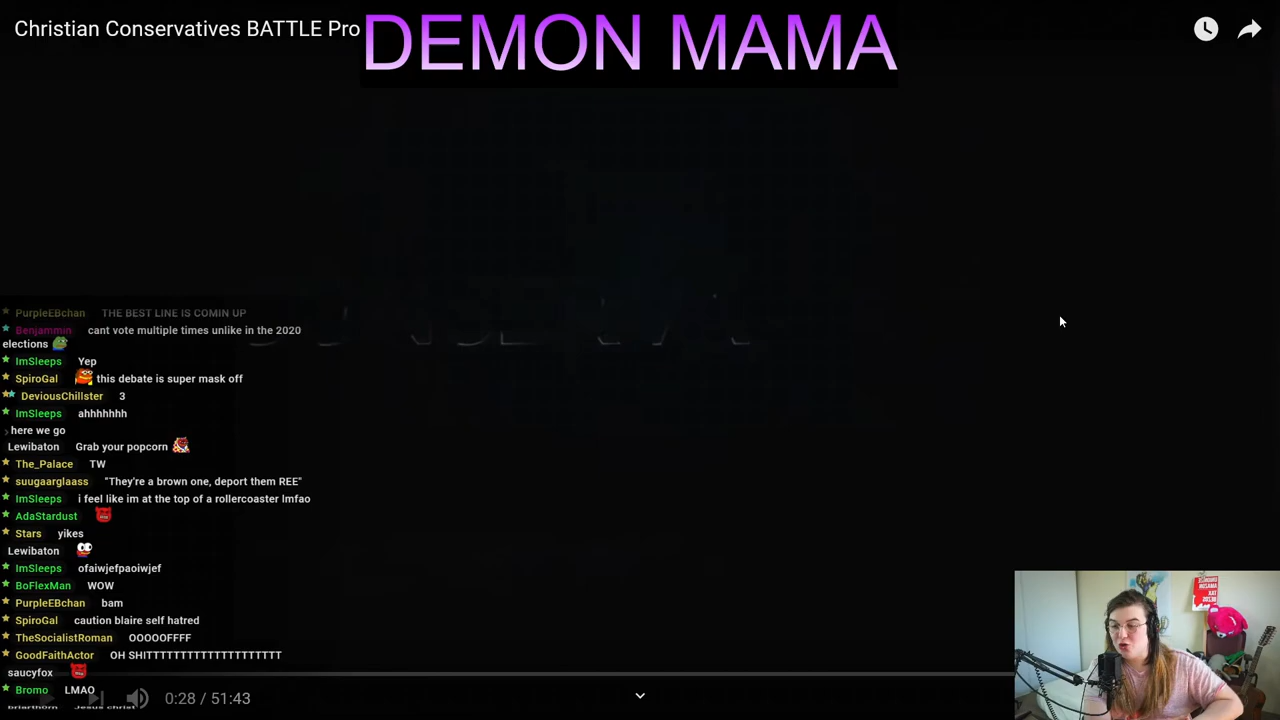 Christian Conservatives BATTLE Pro
DEMON MAMA
PurpleEBchan THE BEST LINE IS COMIN UP
Benjammin cant vote multiple times unlike in the 2020
elections
ImSleeps Yep
SpiroGal this debate is super mask off
DeviousChillster 3
ImSleeps ahhhhhhh
here we go
Lewibaton Grab your popcorn
The_Palace TW
suugaarglaass "They're a brown one, deport them REE"
ImSleeps i feel like im at the top of a rollercoaster lmfao
AdaStardust
Stars yikes
Lewibaton
ImSleeps ofaiwjefpaoiwjef
BoFlexMan WOW
PurpleEBchan bam
SpiroGal caution blaire self hatred
TheSocialistRoman OOOOOFFFF
GoodFaithActor OH SHITTTTTTTTTTTTTTTTTTTT
saucyfox
Bromo LMAO
0:28 / 51:43